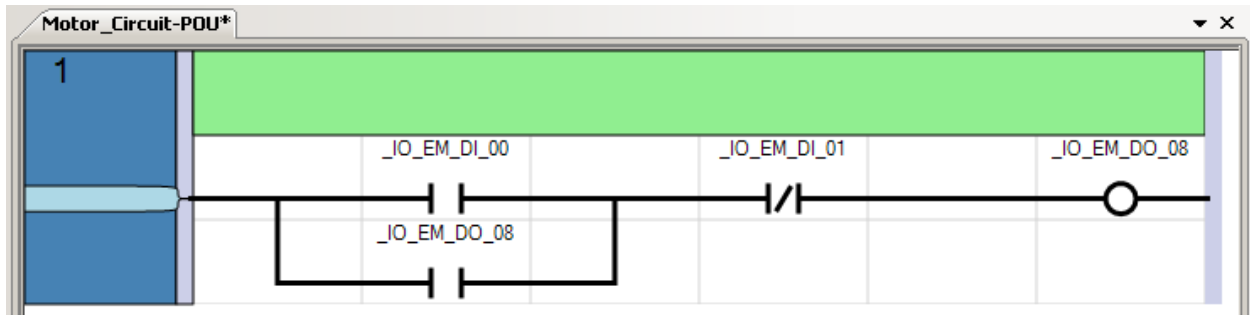 Motor_Circuit-POU*
1
_IO_EM_DI_00
_IO_EM_DI_01
_IO_EM_DO_08
_IO_EM_DO_08